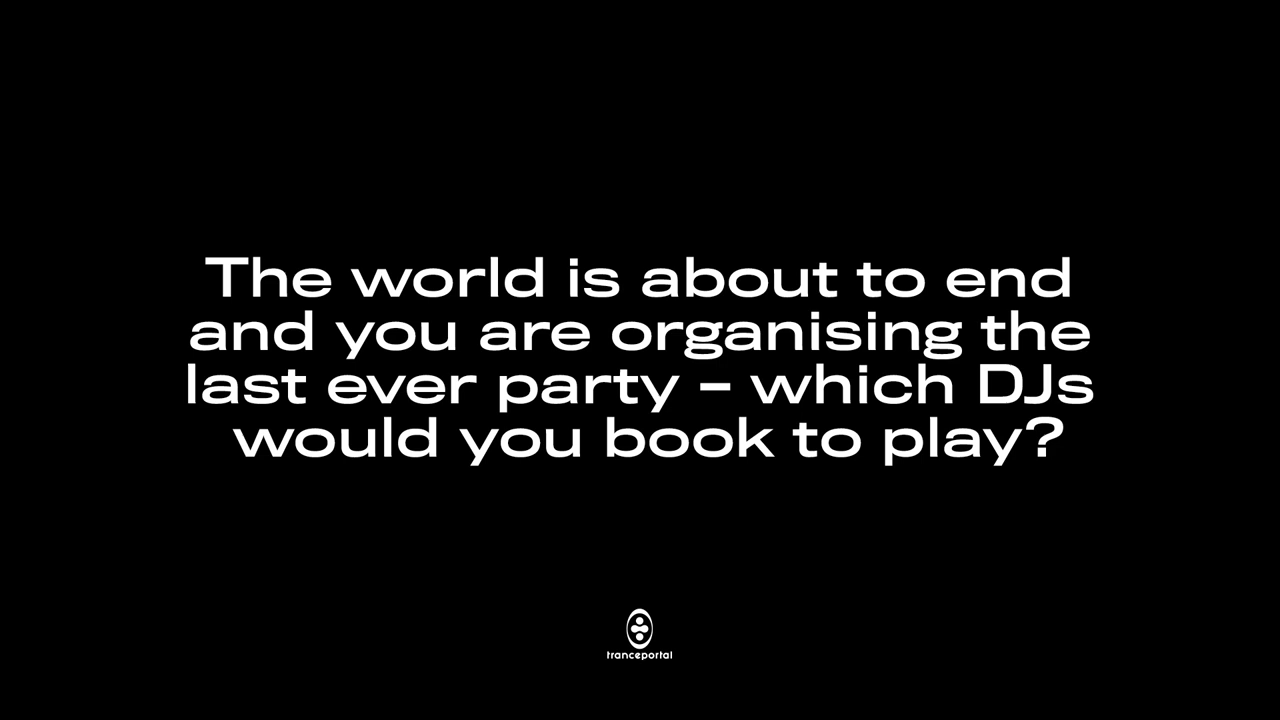 The world is about to end
and you are organising the
last ever party – which DJs
would you book to play?
tranceportal